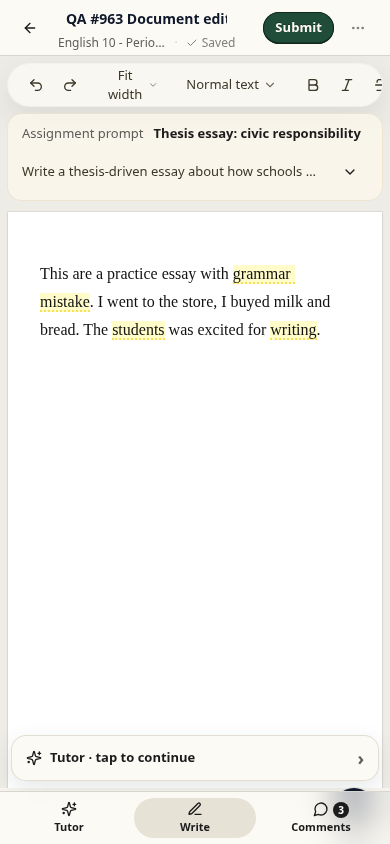 QA #963 Document edit
Submit
English 10 - Perio... · Saved
Fit width
Normal text
B I S
Assignment prompt Thesis essay: civic responsibility
Write a thesis-driven essay about how schools ...
This are a practice essay with grammar
mistake. I went to the store, I buyed milk and
bread. The students was excited for writing.
Tutor · tap to continue
Tutor
Write
Comments 3